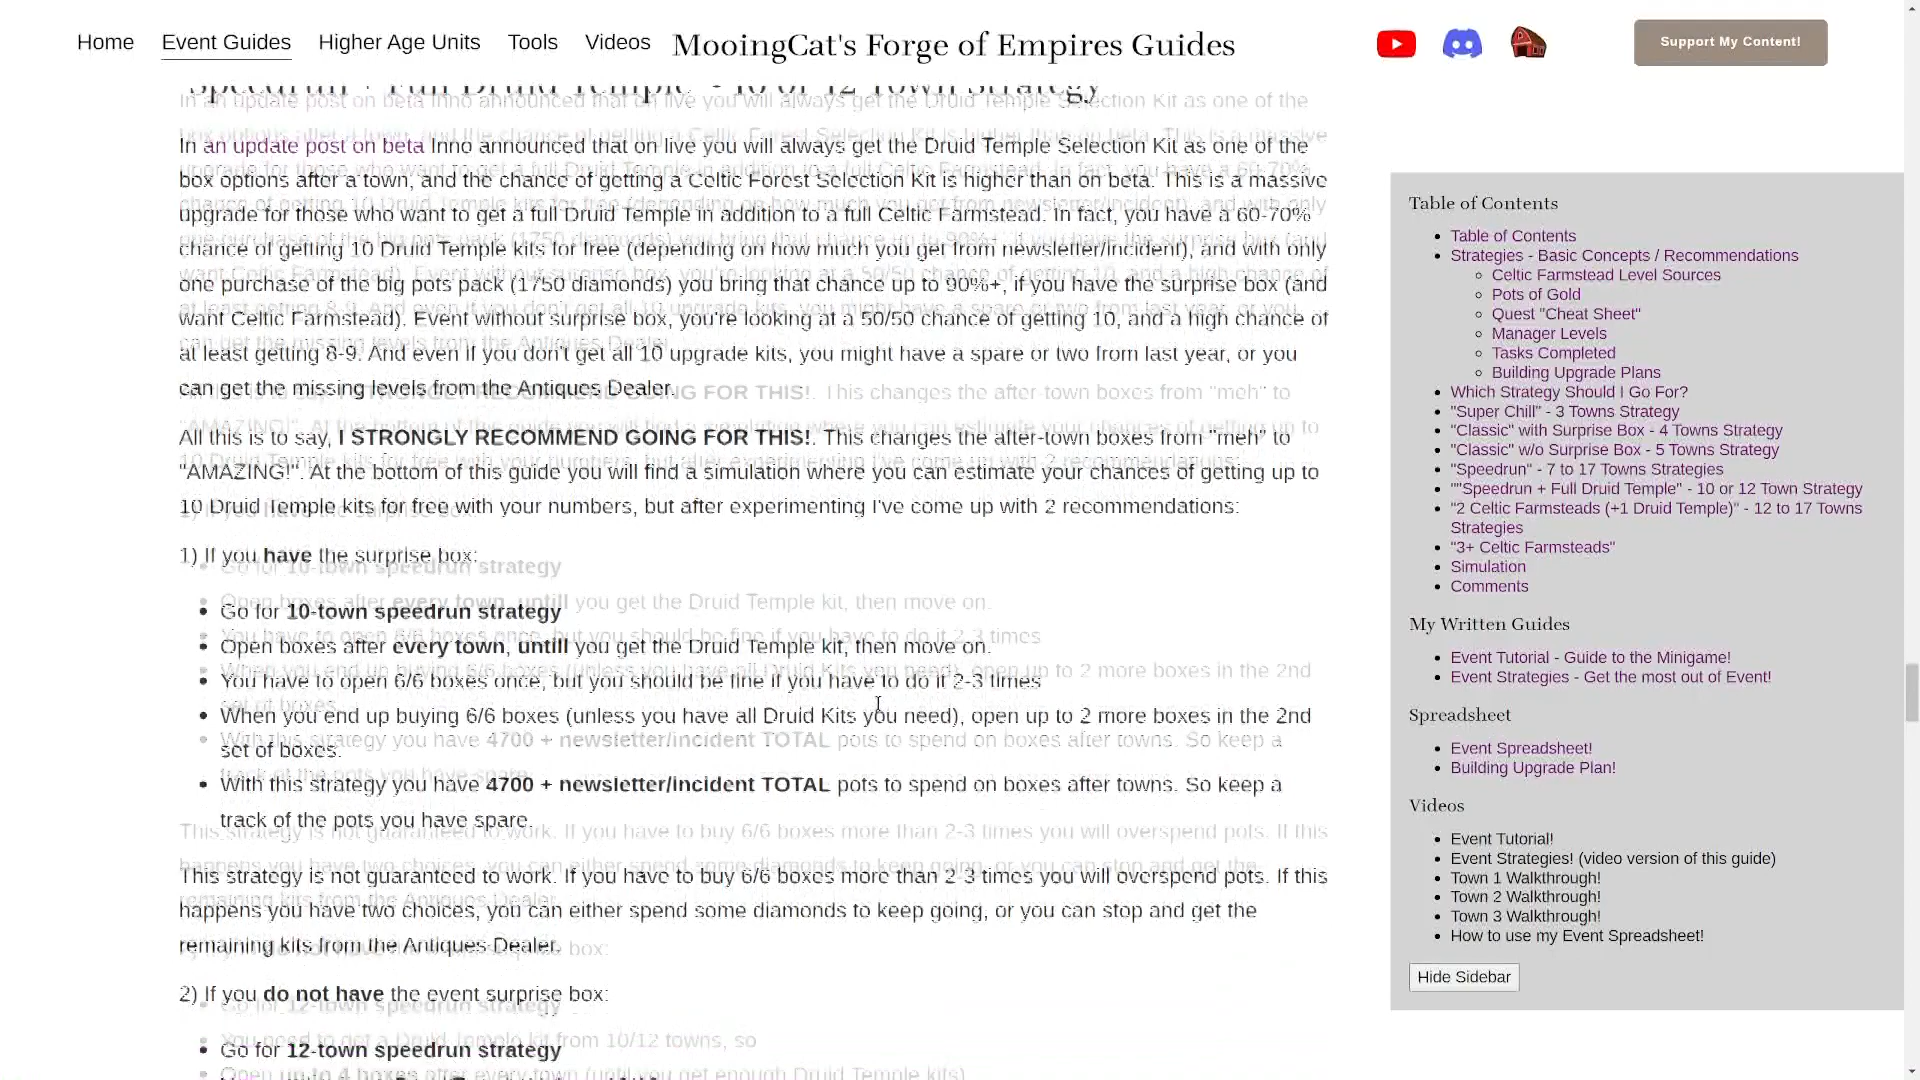 Home Event Guides Higher Age Units Tools Videos MooingCat's Forge of Empires Guides Support My Content!
Speedrun + Full Druid Temple - 10 or 12 Town Strategy
In an update post on beta Inno announced that on live you will always get the Druid Temple Selection Kit as one of the
box options after a town, and the chance of getting a Celtic Forest Selection Kit is higher than on beta. This is a massive
upgrade for those who want to get a full Druid Temple in addition to a full Celtic Farmstead. In fact, you have a 60-70%
chance of getting 10 Druid Temple kits for free (depending on how much you get from newsletter/incident), and with only
one purchase of the big pots pack (1750 diamonds) you bring that chance up to 90%+, if you have the surprise box (and
want Celtic Farmstead). Event without surprise box, you're looking at a 50/50 chance of getting 10, and a high chance of
at least getting 8-9. And even if you don't get all 10 upgrade kits, you might have a spare or two from last year, or you
can get the missing levels from the Antiques Dealer.
All this is to say, I STRONGLY RECOMMEND GOING FOR THIS!. This changes the after-town boxes from "meh" to
"AMAZING!". At the bottom of this guide you will find a simulation where you can estimate your chances of getting up to
10 Druid Temple kits for free with your numbers, but after experimenting I've come up with 2 recommendations:
1) If you have the surprise box:
Go for 10-town speedrun strategy
Open boxes after every town, untill you get the Druid Temple kit, then move on.
You have to open 6/6 boxes once, but you should be fine if you have to do it 2-3 times
When you end up buying 6/6 boxes (unless you have all Druid Kits you need), open up to 2 more boxes in the 2nd
set of boxes.
With this strategy you have 4700 + newsletter/incident TOTAL pots to spend on boxes after towns. So keep a
track of the pots you have spare.
This strategy is not guaranteed to work. If you have to buy 6/6 boxes more than 2-3 times you will overspend pots. If this
happens you have two choices, you can either spend some diamonds to keep going, or you can stop and get the
remaining kits from the Antiques Dealer.
2) If you do not have the event surprise box:
Go for 12-town speedrun strategy
Table of Contents
Table of Contents
Strategies - Basic Concepts / Recommendations
Celtic Farmstead Level Sources
Pots of Gold
Quest "Cheat Sheet"
Manager Levels
Tasks Completed
Building Upgrade Plans
Which Strategy Should I Go For?
"Super Chill" - 3 Towns Strategy
"Classic" with Surprise Box - 4 Towns Strategy
"Classic" w/o Surprise Box - 5 Towns Strategy
"Speedrun" - 7 to 17 Towns Strategies
""Speedrun + Full Druid Temple" - 10 or 12 Town Strategy
"2 Celtic Farmsteads (+1 Druid Temple)" - 12 to 17 Towns
Strategies
"3+ Celtic Farmsteads"
Simulation
Comments
My Written Guides
Event Tutorial - Guide to the Minigame!
Event Strategies - Get the most out of Event!
Spreadsheet
Event Spreadsheet!
Building Upgrade Plan!
Videos
Event Tutorial!
Event Strategies! (video version of this guide)
Town 1 Walkthrough!
Town 2 Walkthrough!
Town 3 Walkthrough!
How to use my Event Spreadsheet!
Hide Sidebar